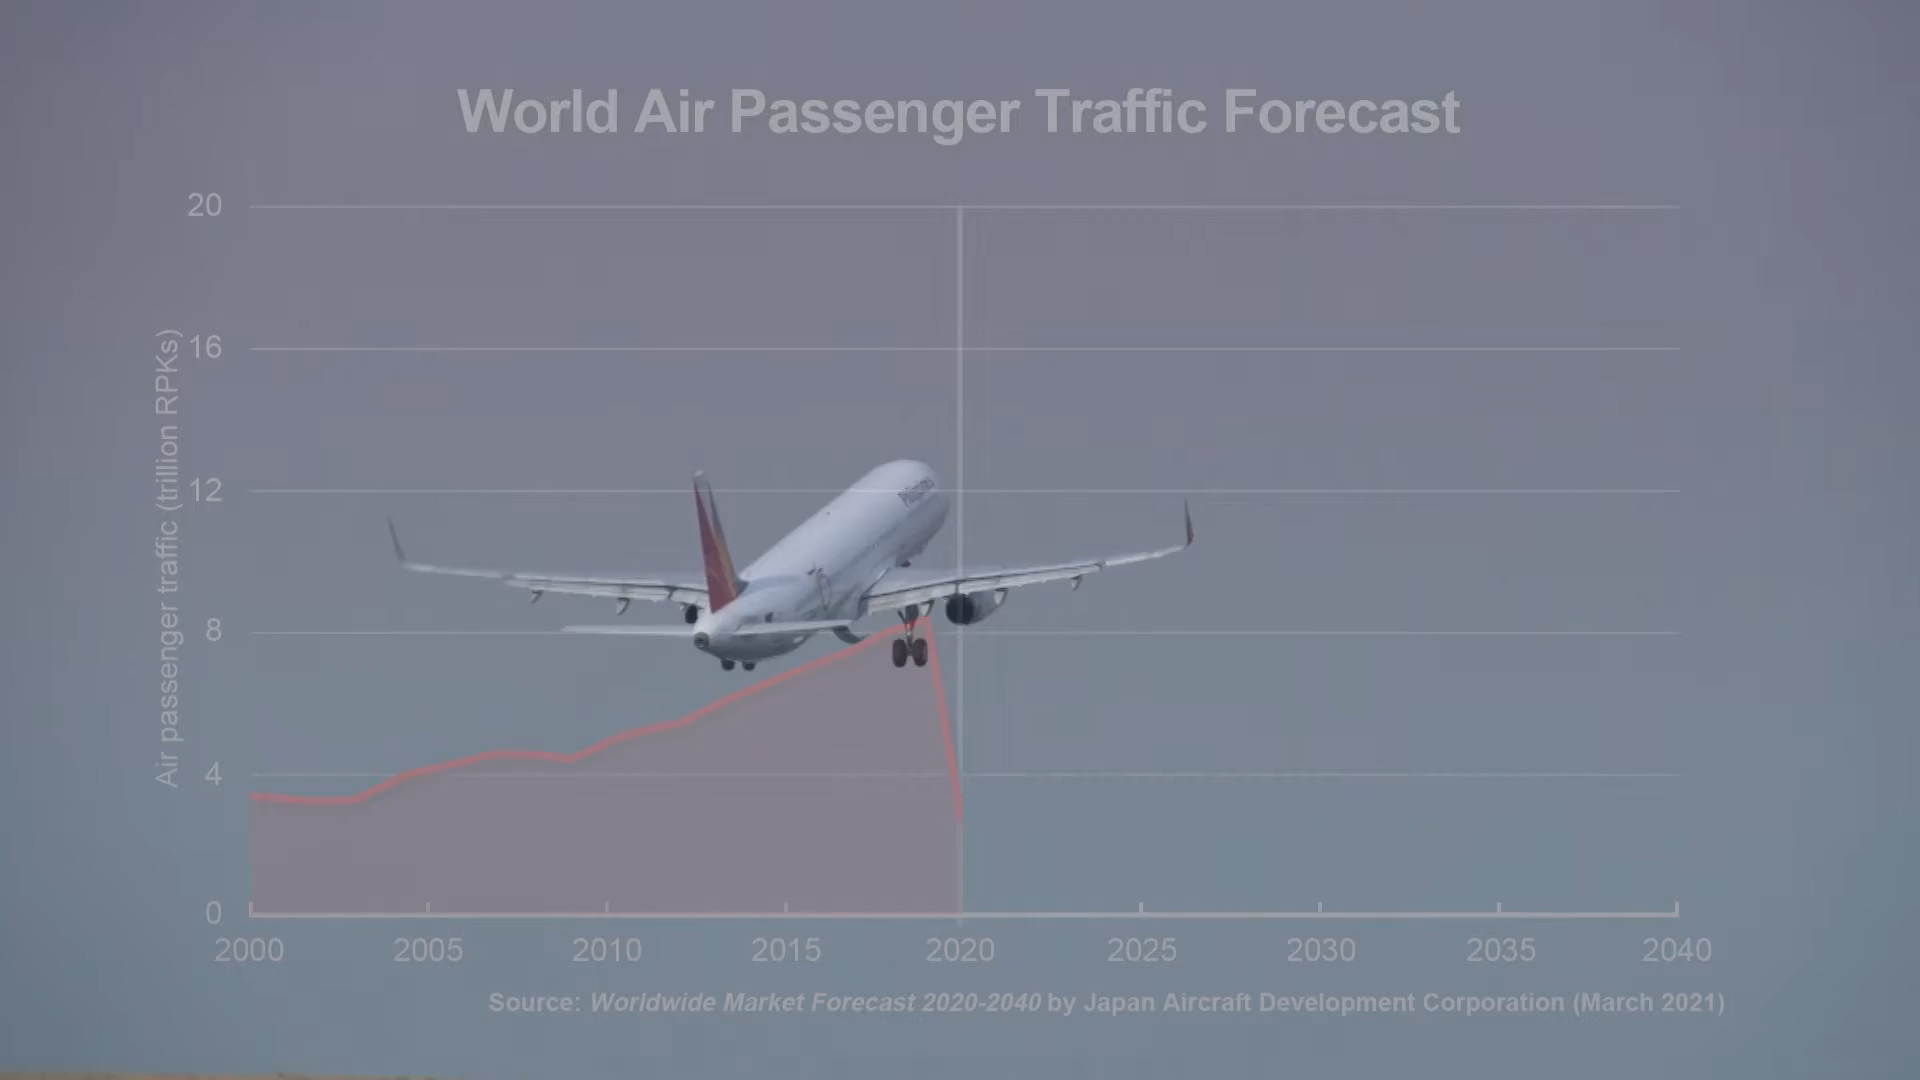 World Air Passenger Traffic Forecast
Air passenger traffic (trillion RPKs)
20
16
12
8
4
0
2000 2005 2010 2015 2020 2025 2030 2035 2040
Source: Worldwide Market Forecast 2020-2040 by Japan Aircraft Development Corporation (March 2021)